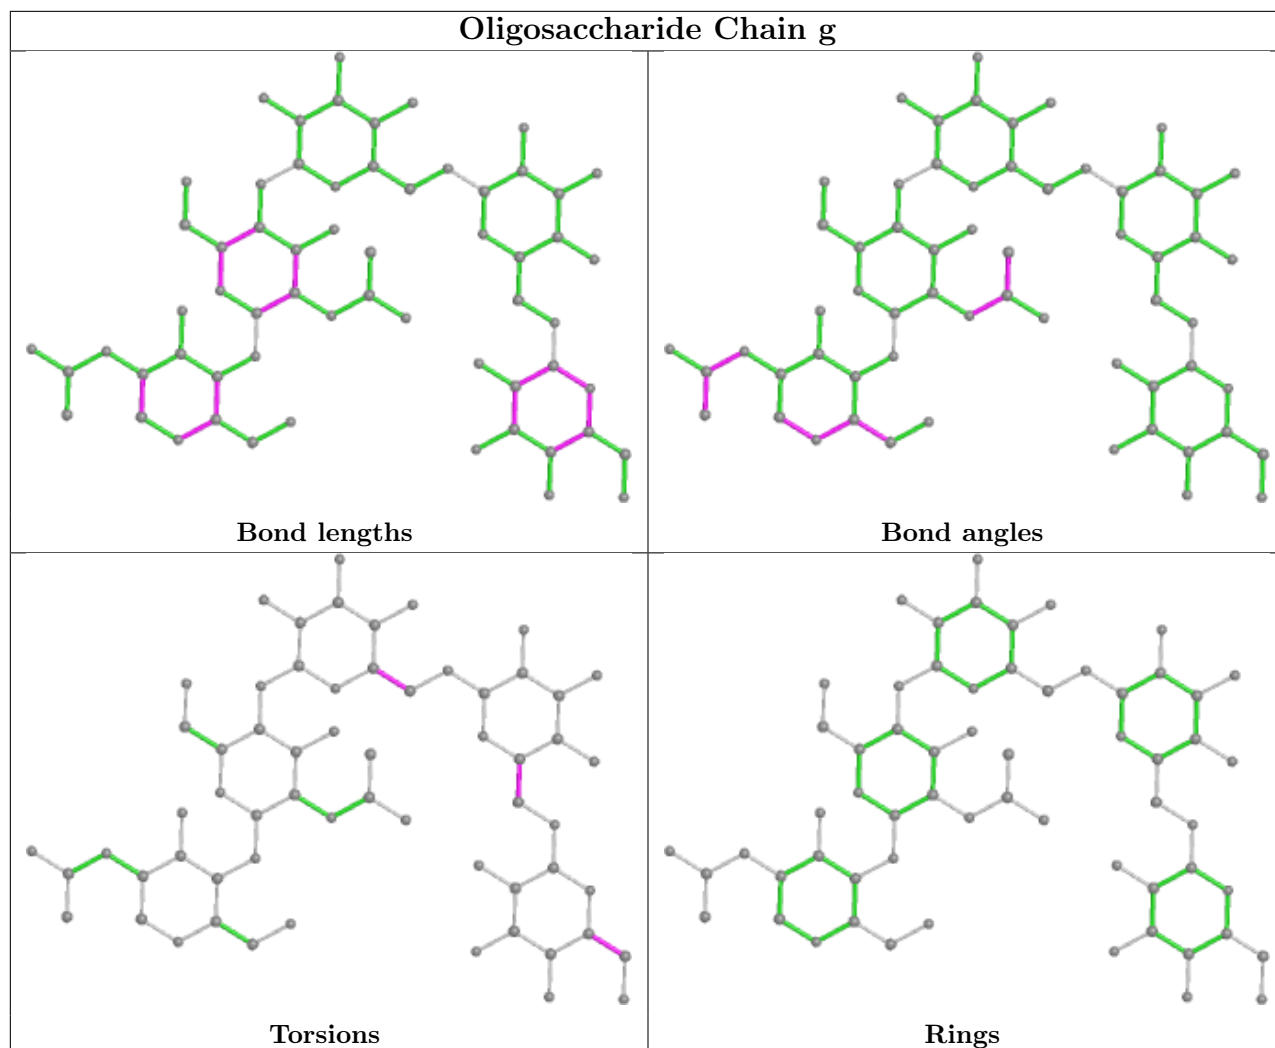 Oligosaccharide Chain g
Bond lengths
Bond angles
Torsions
Rings